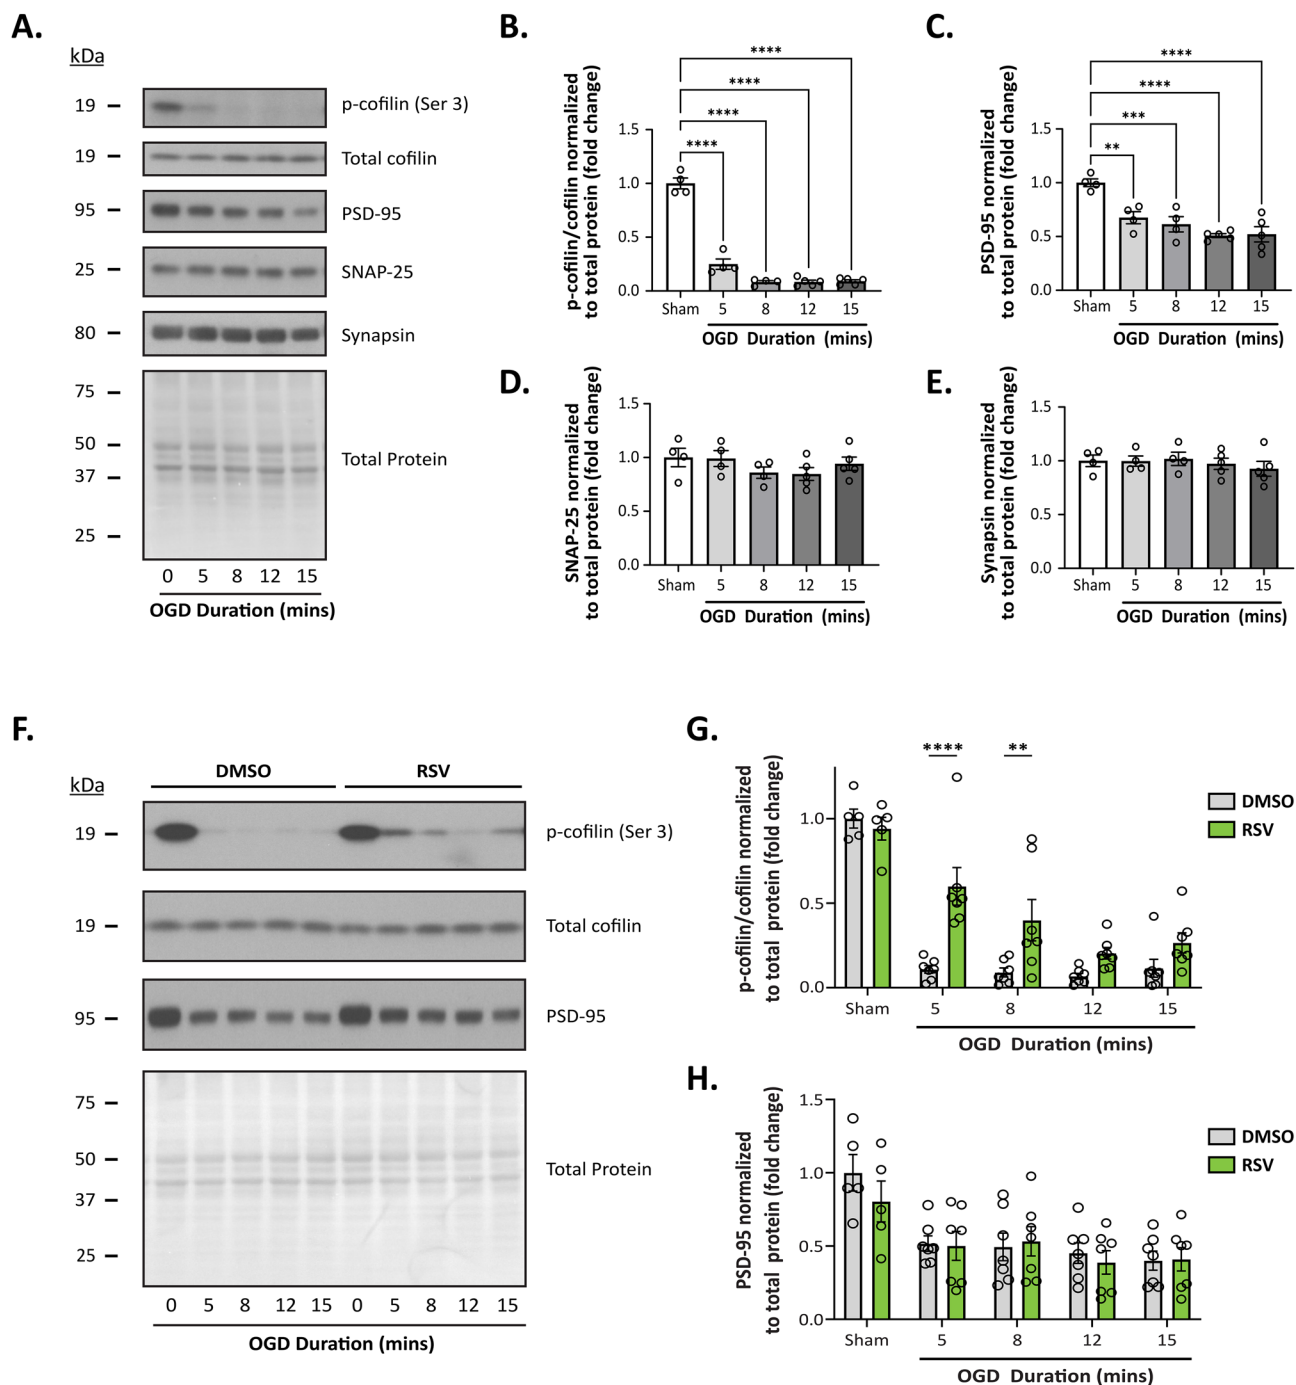 A.
kDa
19
p-cofilin (Ser 3)
19
Total cofilin
95
PSD-95
25
SNAP-25
80
Synapsin
75
50
37
25
Total Protein
0 5 8 12 15
OGD Duration (mins)
B.
p-cofilin/cofilin normalized
to total protein (fold change)
1.5
1.0
0.5
0.0
****
****
****
****
Sham 5 8 12 15
OGD Duration (mins)
C.
PSD-95 normalized
to total protein (fold change)
1.5
1.0
0.5
0.0
****
****
***
**
Sham 5 8 12 15
OGD Duration (mins)
D.
SNAP-25 normalized
to total protein (fold change)
1.5
1.0
0.5
0.0
Sham 5 8 12 15
OGD Duration (mins)
E.
Synapsin normalized
to total protein (fold change)
1.5
1.0
0.5
0.0
Sham 5 8 12 15
OGD Duration (mins)
F.
DMSO RSV
kDa
19
p-cofilin (Ser 3)
19
Total cofilin
95
PSD-95
75
50
37
25
Total Protein
0 5 8 12 15 0 5 8 12 15
OGD Duration (mins)
G.
p-cofilin/cofilin normalized
to total protein (fold change)
1.0
0.5
0.0
**** **
DMSO
RSV
Sham 5 8 12 15
OGD Duration (mins)
H.
PSD-95 normalized
to total protein (fold change)
1.5
1.0
0.5
0.0
DMSO
RSV
Sham 5 8 12 15
OGD Duration (mins)